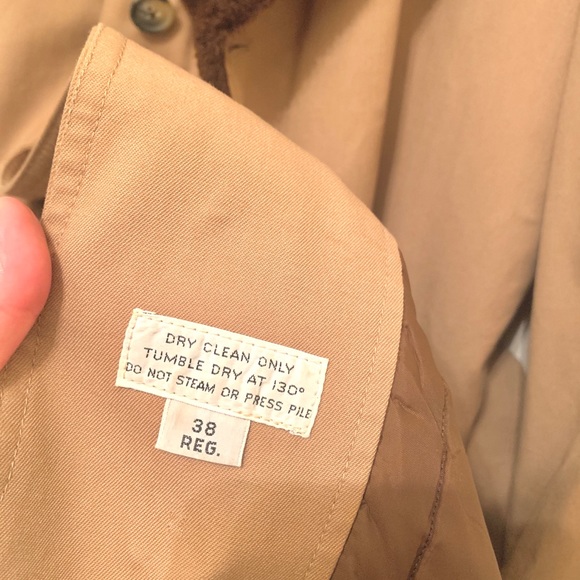 DRY CLEAN ONLY
TUMBLE DRY AT 130°
DO NOT STEAM OR PRESS PILE
38
REG.